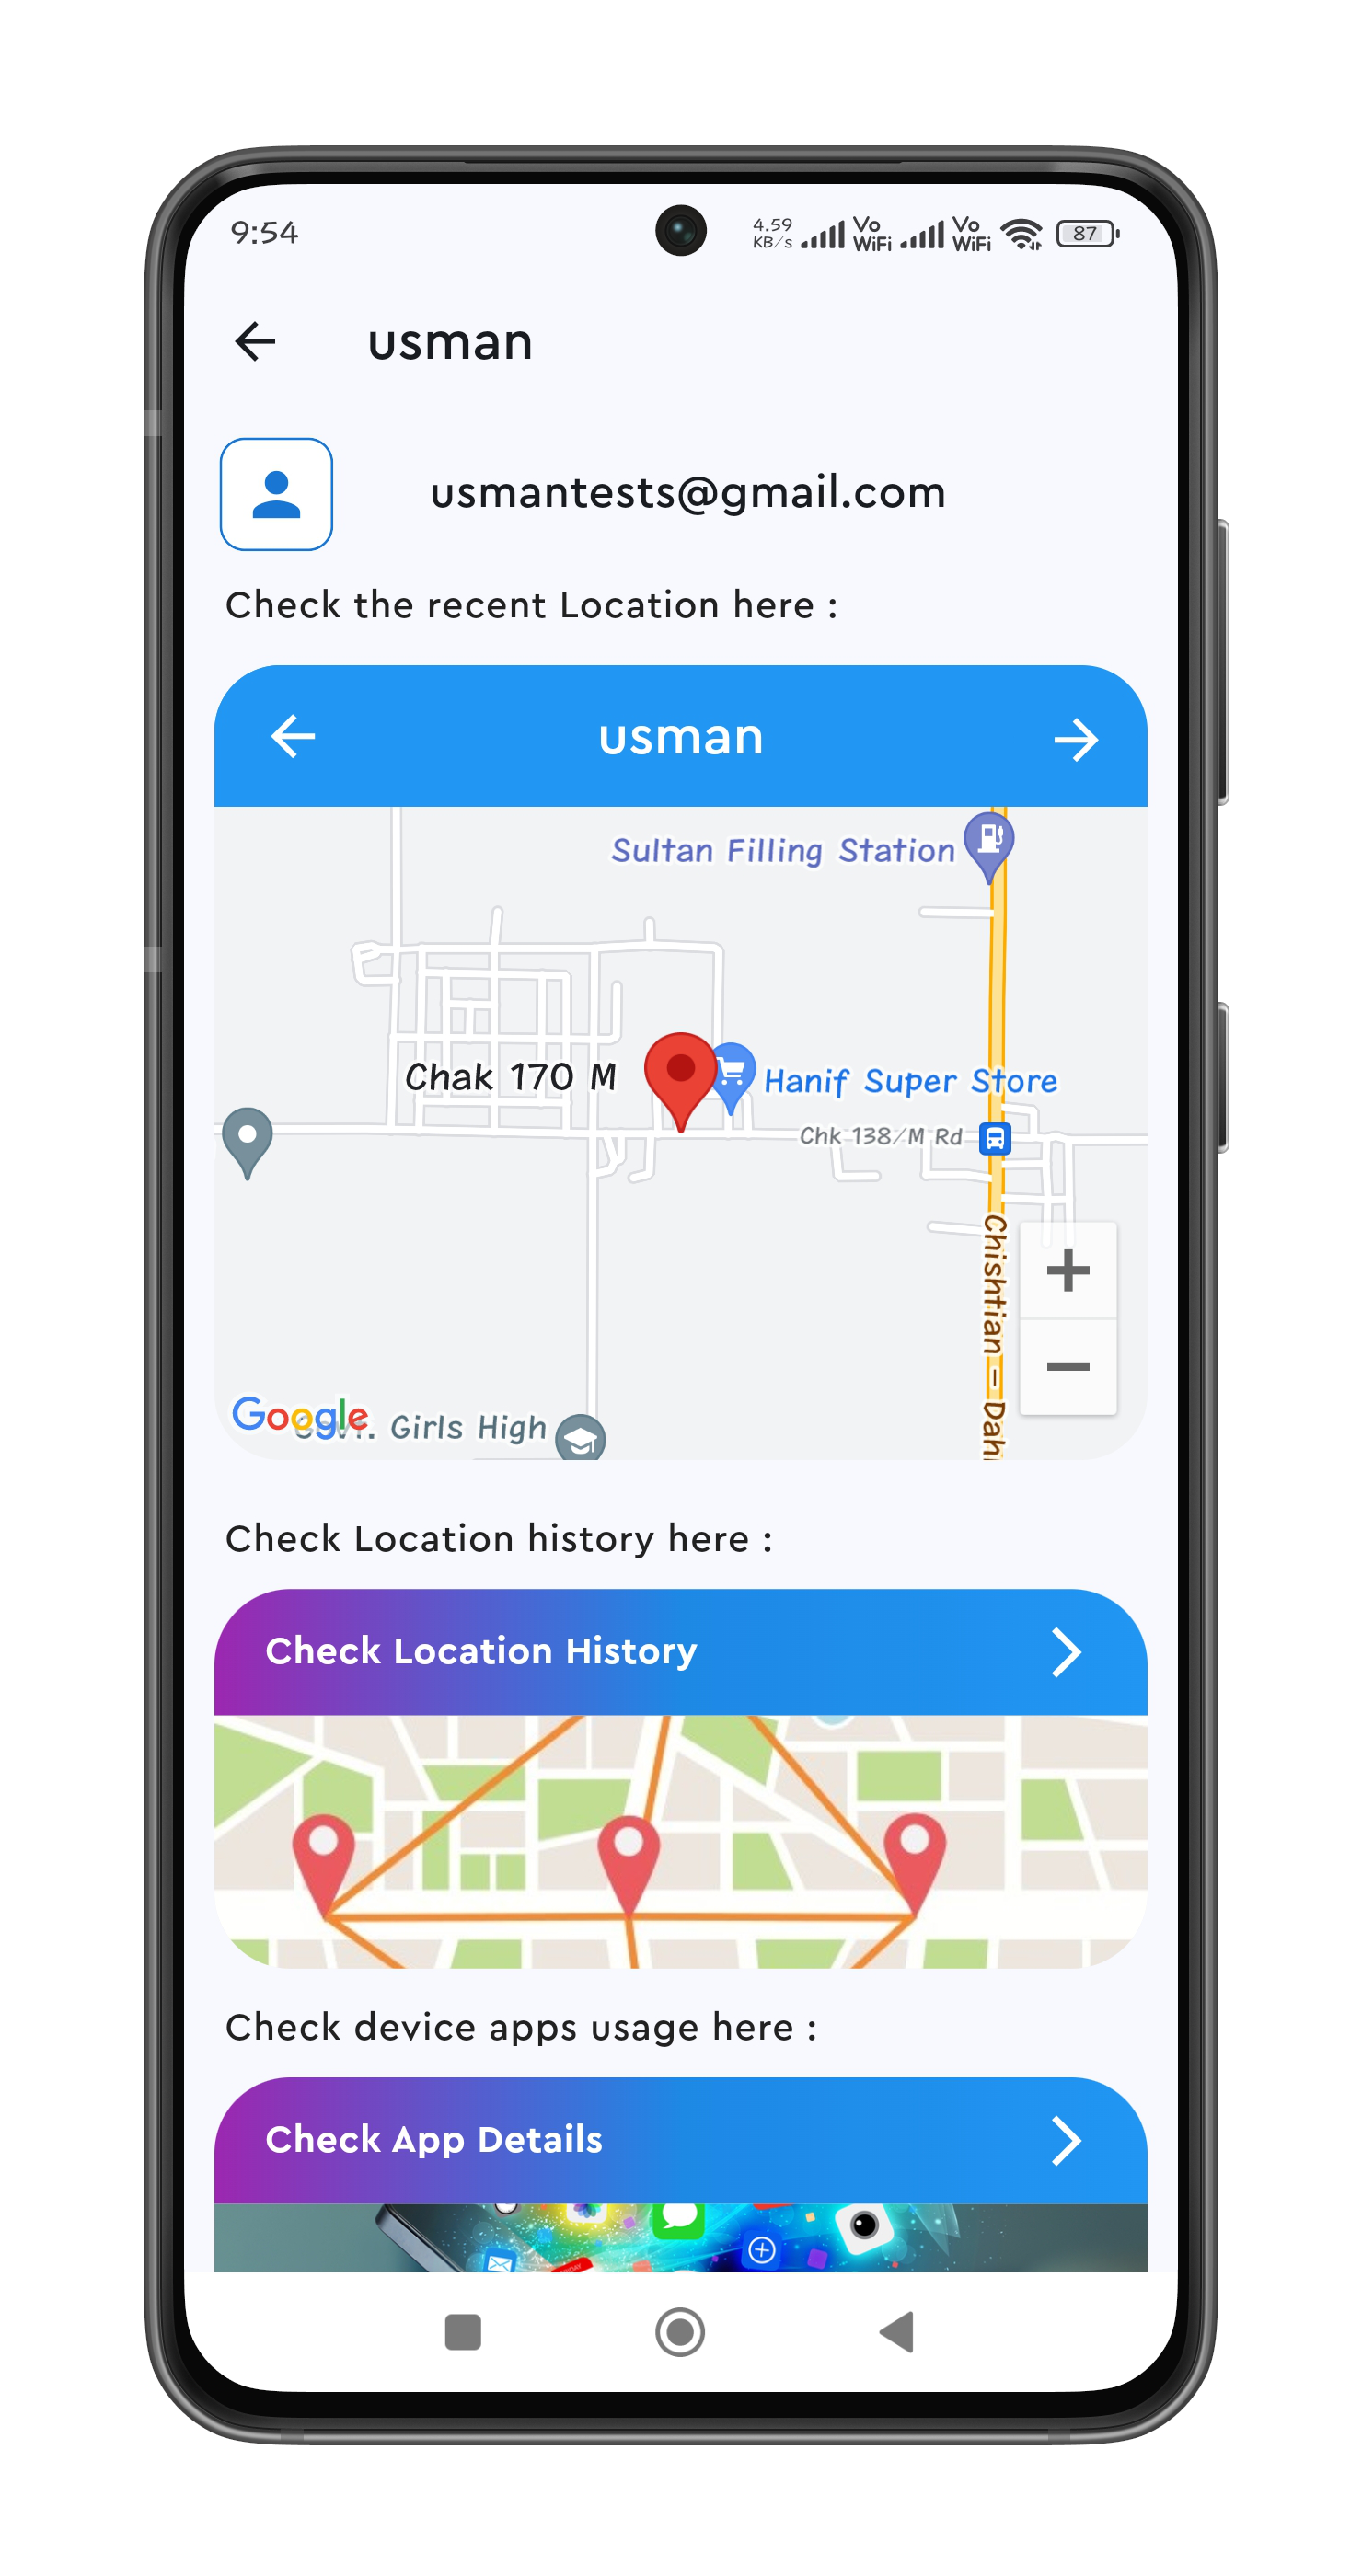 9:54
4.59 KB/s Vo WiFi Vo WiFi 87
usman
usmantests@gmail.com
Check the recent Location here :
usman
Sultan Filling Station
Chak 170 M
Hanif Super Store
Chk 138/M Rd
Chishtian –
Google
Girls High
Check Location history here :
Check Location History
Check device apps usage here :
Check App Details